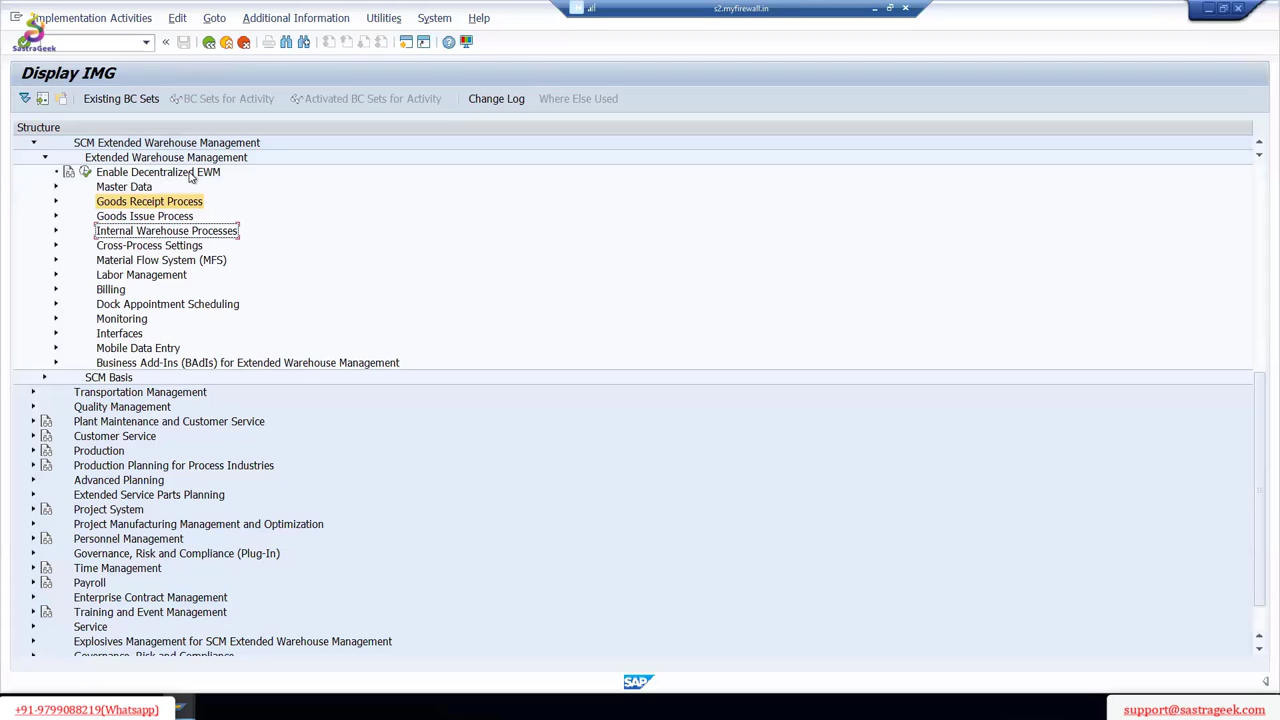 Implementation Activities Edit Goto Additional Information Utilities System Help
s2.myfirewall.in
SastraGeek
Display IMG
Existing BC Sets BC Sets for Activity Activated BC Sets for Activity Change Log Where Else Used
Structure
SCM Extended Warehouse Management
Extended Warehouse Management
Enable Decentralized EWM
Master Data
Goods Receipt Process
Goods Issue Process
Internal Warehouse Processes
Cross-Process Settings
Material Flow System (MFS)
Labor Management
Billing
Dock Appointment Scheduling
Monitoring
Interfaces
Mobile Data Entry
Business Add-Ins (BAdIs) for Extended Warehouse Management
SCM Basis
Transportation Management
Quality Management
Plant Maintenance and Customer Service
Customer Service
Production
Production Planning for Process Industries
Advanced Planning
Extended Service Parts Planning
Project System
Project Manufacturing Management and Optimization
Personnel Management
Governance, Risk and Compliance (Plug-In)
Time Management
Payroll
Enterprise Contract Management
Training and Event Management
Service
Explosives Management for SCM Extended Warehouse Management
Governance, Risk and Compliance
SAP
+91-9799088219(Whatsapp)
support@sastrageek.com